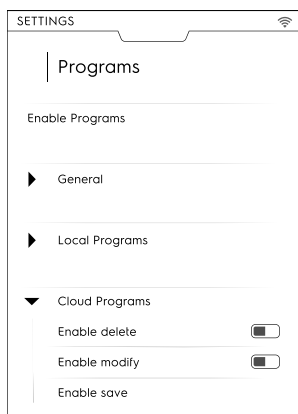 SETTINGS
Programs
Enable Programs
General
Local Programs
Cloud Programs
Enable delete
Enable modify
Enable save